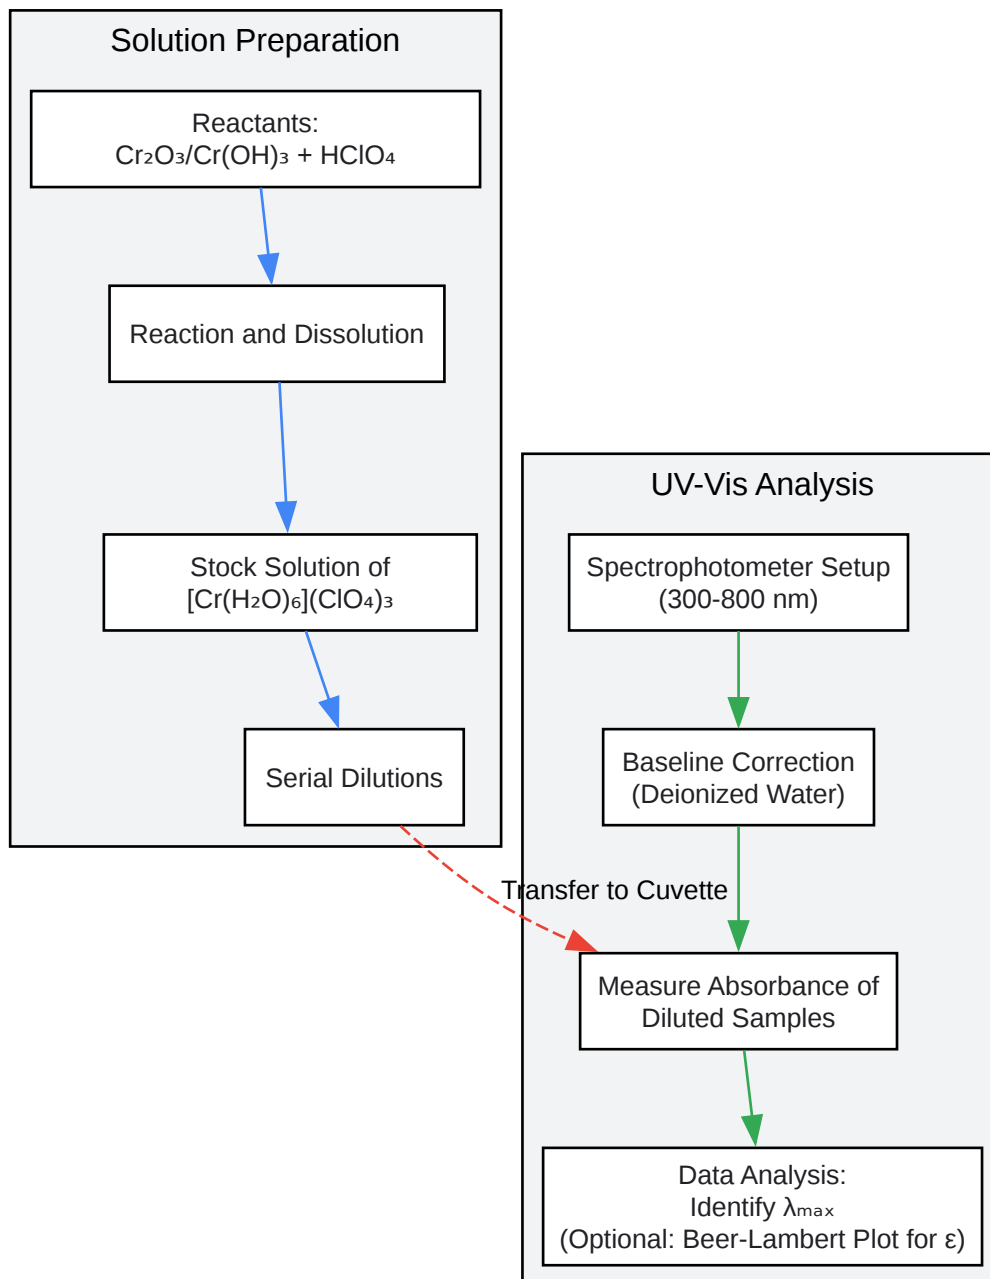 Solution Preparation
Reactants:
Cr₂O₃/Cr(OH)₃ + HClO₄
Reaction and Dissolution
Stock Solution of
[Cr(H₂O)₆](ClO₄)₃
Serial Dilutions
Transfer to Cuvette
UV-Vis Analysis
Spectrophotometer Setup
(300-800 nm)
Baseline Correction
(Deionized Water)
Measure Absorbance of
Diluted Samples
Data Analysis:
Identify λₘₐₓ
(Optional: Beer-Lambert Plot for ε)